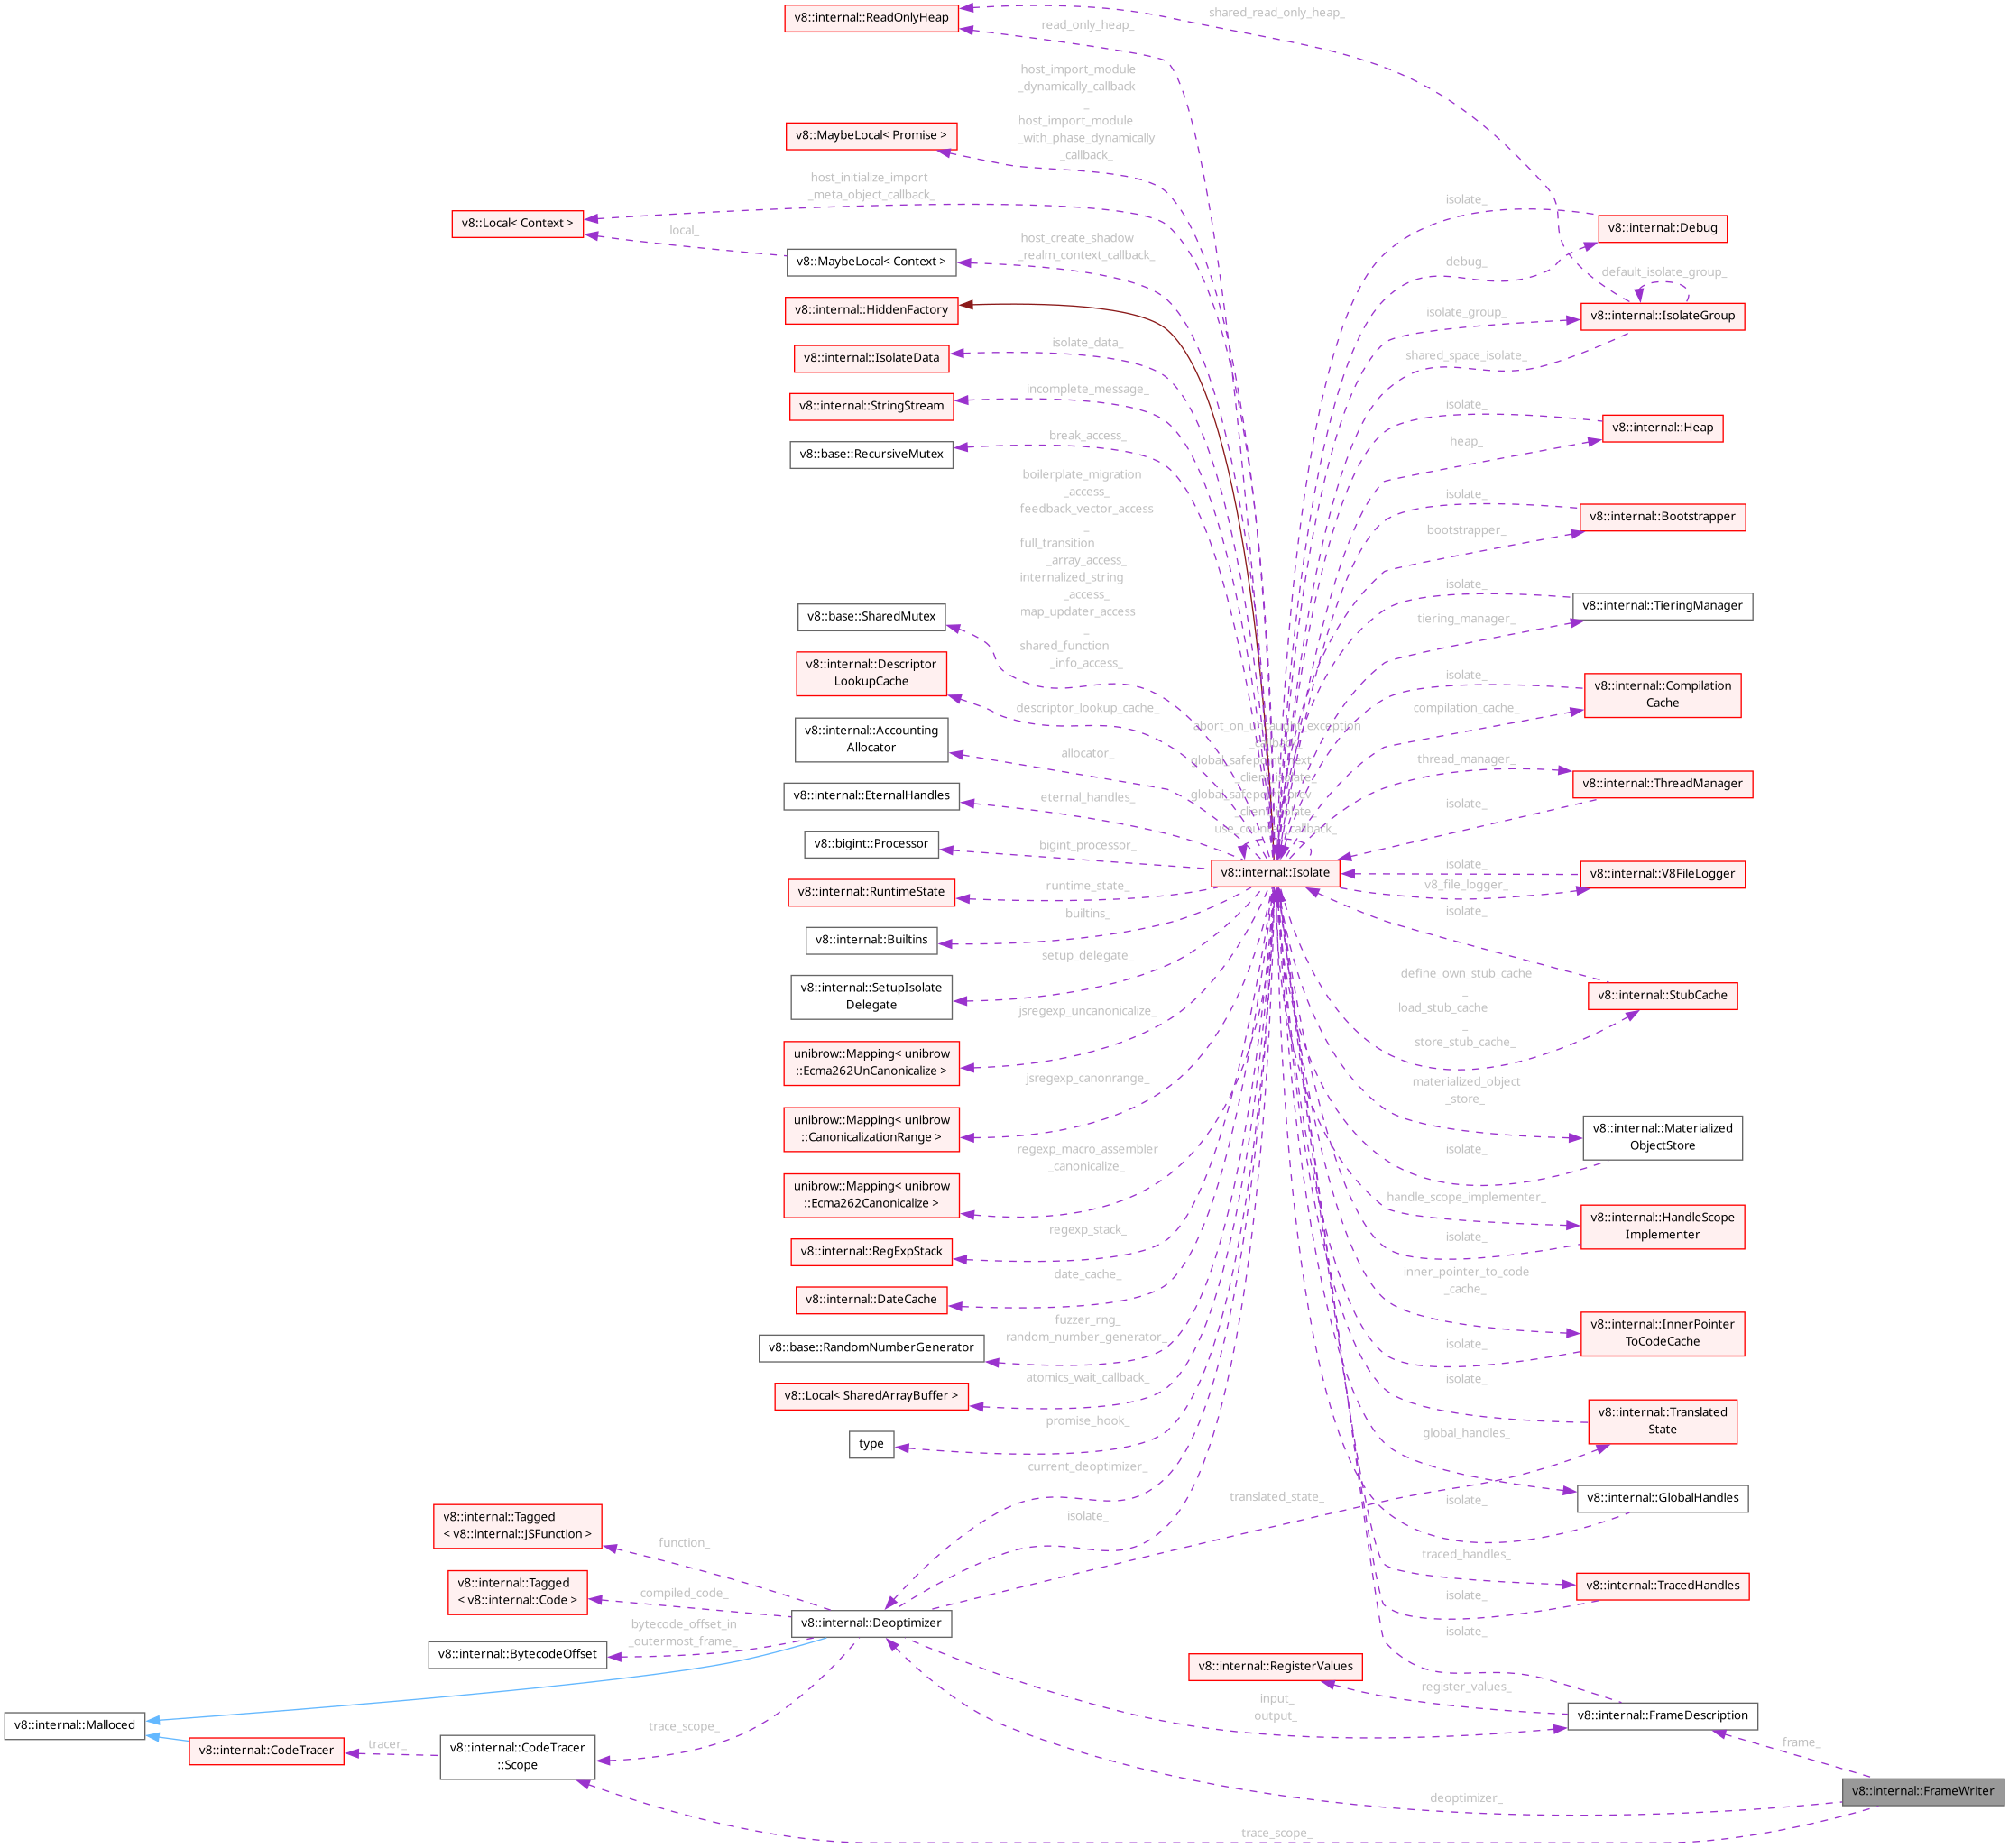 v8::internal::ReadOnlyHeap
shared_read_only_heap_
read_only_heap_
host_import_module
_dynamically_callback
_
host_import_module
_with_phase_dynamically
_callback_
v8::MaybeLocal< Promise >
host_initialize_import
_meta_object_callback_
v8::Local< Context >
local_
v8::MaybeLocal< Context >
host_create_shadow
_realm_context_callback_
v8::internal::HiddenFactory
v8::internal::IsolateData
isolate_data_
v8::internal::StringStream
incomplete_message_
v8::base::RecursiveMutex
break_access_
boilerplate_migration
_access_
feedback_vector_access
_
full_transition
_array_access_
internalized_string
_access_
map_updater_access
_
shared_function
_info_access_
v8::base::SharedMutex
v8::internal::Descriptor
LookupCache
descriptor_lookup_cache_
v8::internal::Accounting
Allocator
allocator_
v8::internal::EternalHandles
eternal_handles_
v8::bigint::Processor
bigint_processor_
v8::internal::RuntimeState
runtime_state_
v8::internal::Builtins
builtins_
v8::internal::SetupIsolate
Delegate
setup_delegate_
unibrow::Mapping< unibrow
::Ecma262UnCanonicalize >
jsregexp_uncanonicalize_
unibrow::Mapping< unibrow
::CanonicalizationRange >
jsregexp_canonrange_
unibrow::Mapping< unibrow
::Ecma262Canonicalize >
regexp_macro_assembler
_canonicalize_
v8::internal::RegExpStack
regexp_stack_
v8::internal::DateCache
date_cache_
v8::base::RandomNumberGenerator
fuzzer_rng_
random_number_generator_
v8::Local< SharedArrayBuffer >
atomics_wait_callback_
type
promise_hook_
current_deoptimizer_
isolate_
v8::internal::Tagged
< v8::internal::JSFunction >
function_
v8::internal::Tagged
< v8::internal::Code >
compiled_code_
v8::internal::BytecodeOffset
bytecode_offset_in
_outermost_frame_
v8::internal::Deoptimizer
v8::internal::Malloced
v8::internal::CodeTracer
tracer_
v8::internal::CodeTracer
::Scope
trace_scope_
translated_state_
input_
output_
v8::internal::RegisterValues
register_values_
v8::internal::FrameDescription
frame_
v8::internal::FrameWriter
deoptimizer_
trace_scope_
v8::internal::Isolate
abort_on_uncaught_exception
_callback_
global_safepoint_next
_client_isolate_
global_safepoint_prev
_client_isolate_
use_counter_callback_
isolate_
v8::internal::Debug
debug_
default_isolate_group_
isolate_group_
v8::internal::IsolateGroup
shared_space_isolate_
isolate_
v8::internal::Heap
heap_
isolate_
v8::internal::Bootstrapper
bootstrapper_
isolate_
v8::internal::TieringManager
tiering_manager_
isolate_
v8::internal::Compilation
Cache
compilation_cache_
thread_manager_
v8::internal::ThreadManager
isolate_
isolate_
v8::internal::V8FileLogger
v8_file_logger_
isolate_
v8::internal::StubCache
define_own_stub_cache
_
load_stub_cache
_
store_stub_cache_
materialized_object
_store_
v8::internal::Materialized
ObjectStore
isolate_
handle_scope_implementer_
v8::internal::HandleScope
Implementer
isolate_
inner_pointer_to_code
_cache_
v8::internal::InnerPointer
ToCodeCache
isolate_
isolate_
v8::internal::Translated
State
global_handles_
v8::internal::GlobalHandles
isolate_
traced_handles_
v8::internal::TracedHandles
isolate_
isolate_